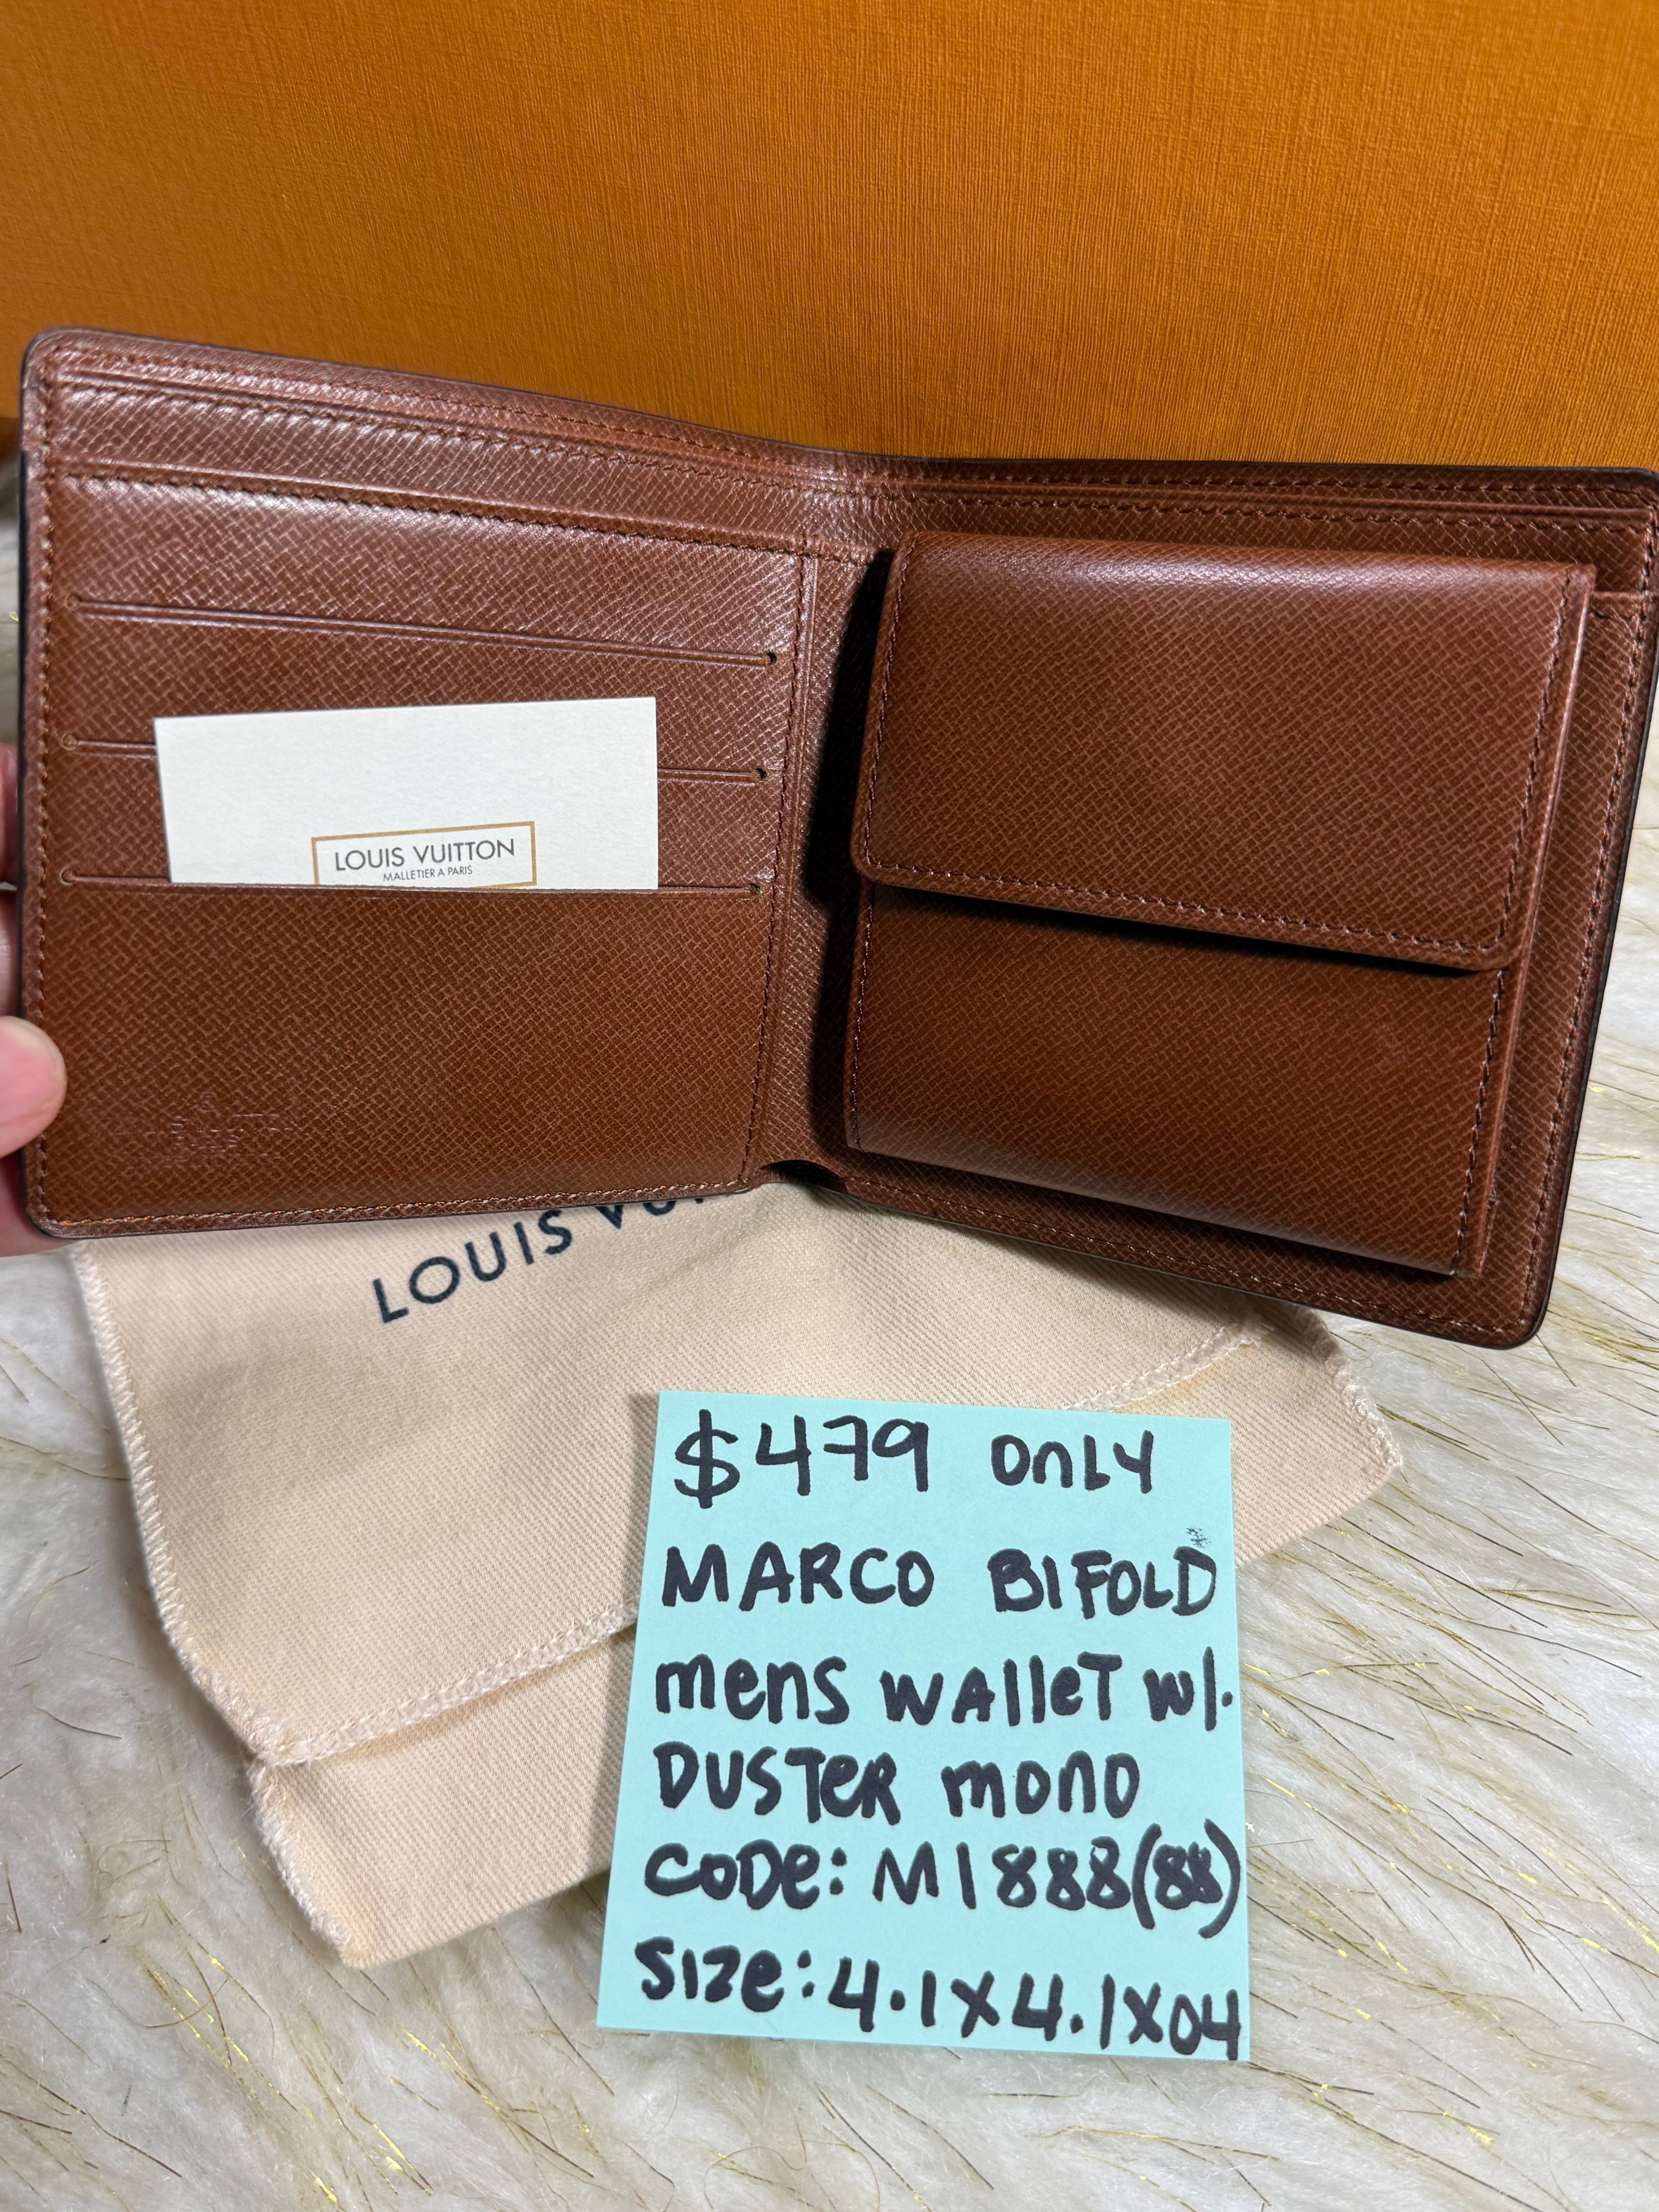 LOUIS VUITTON
MALLETIER A PARIS
LOUIS VUI
$479 ONLY
MARCO BIFOLD
mens WALLET w/.
DUSTER MONO
CODE: M1888(88)
SIZE: 4.1X4.1X04